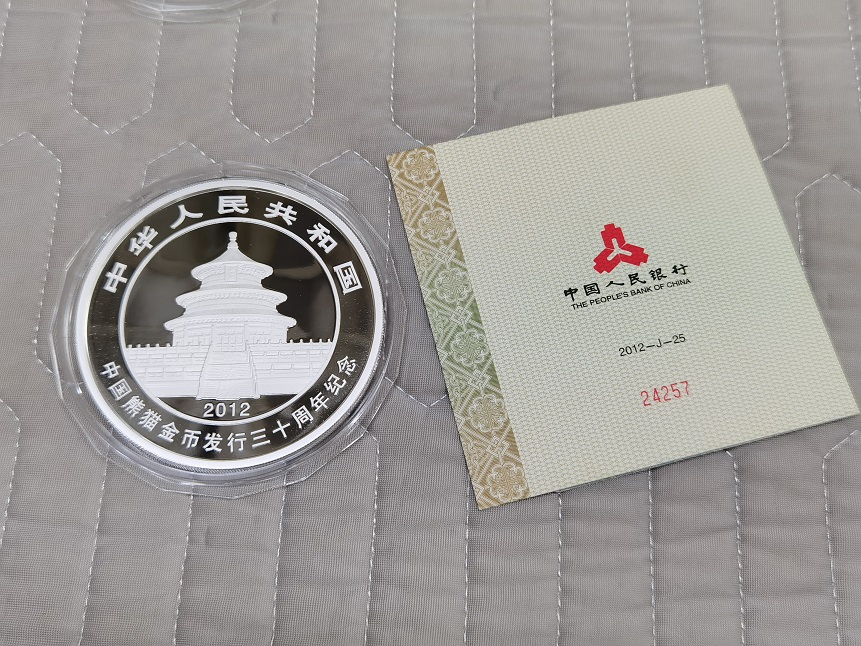 中华人民共和国
2012
中国熊猫金币发行三十周年纪念
中国人民银行
THE PEOPLE'S BANK OF CHINA
2012-J-25
24257